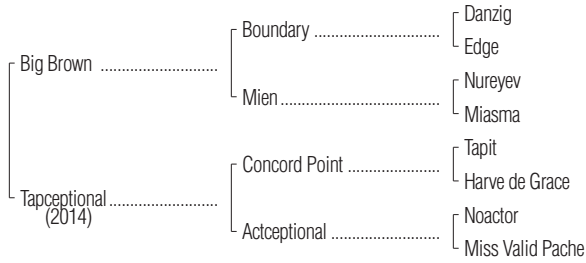 Danzig
Boundary ........................
Edge
Big Brown ..............................
Nureyev
Mien ........................................
Miasma
Tapit
Concord Point ......................
Harve de Grace
Tapceptional ...........................
(2014)
Noactor
Actceptional ..........................
Miss Valid Pache